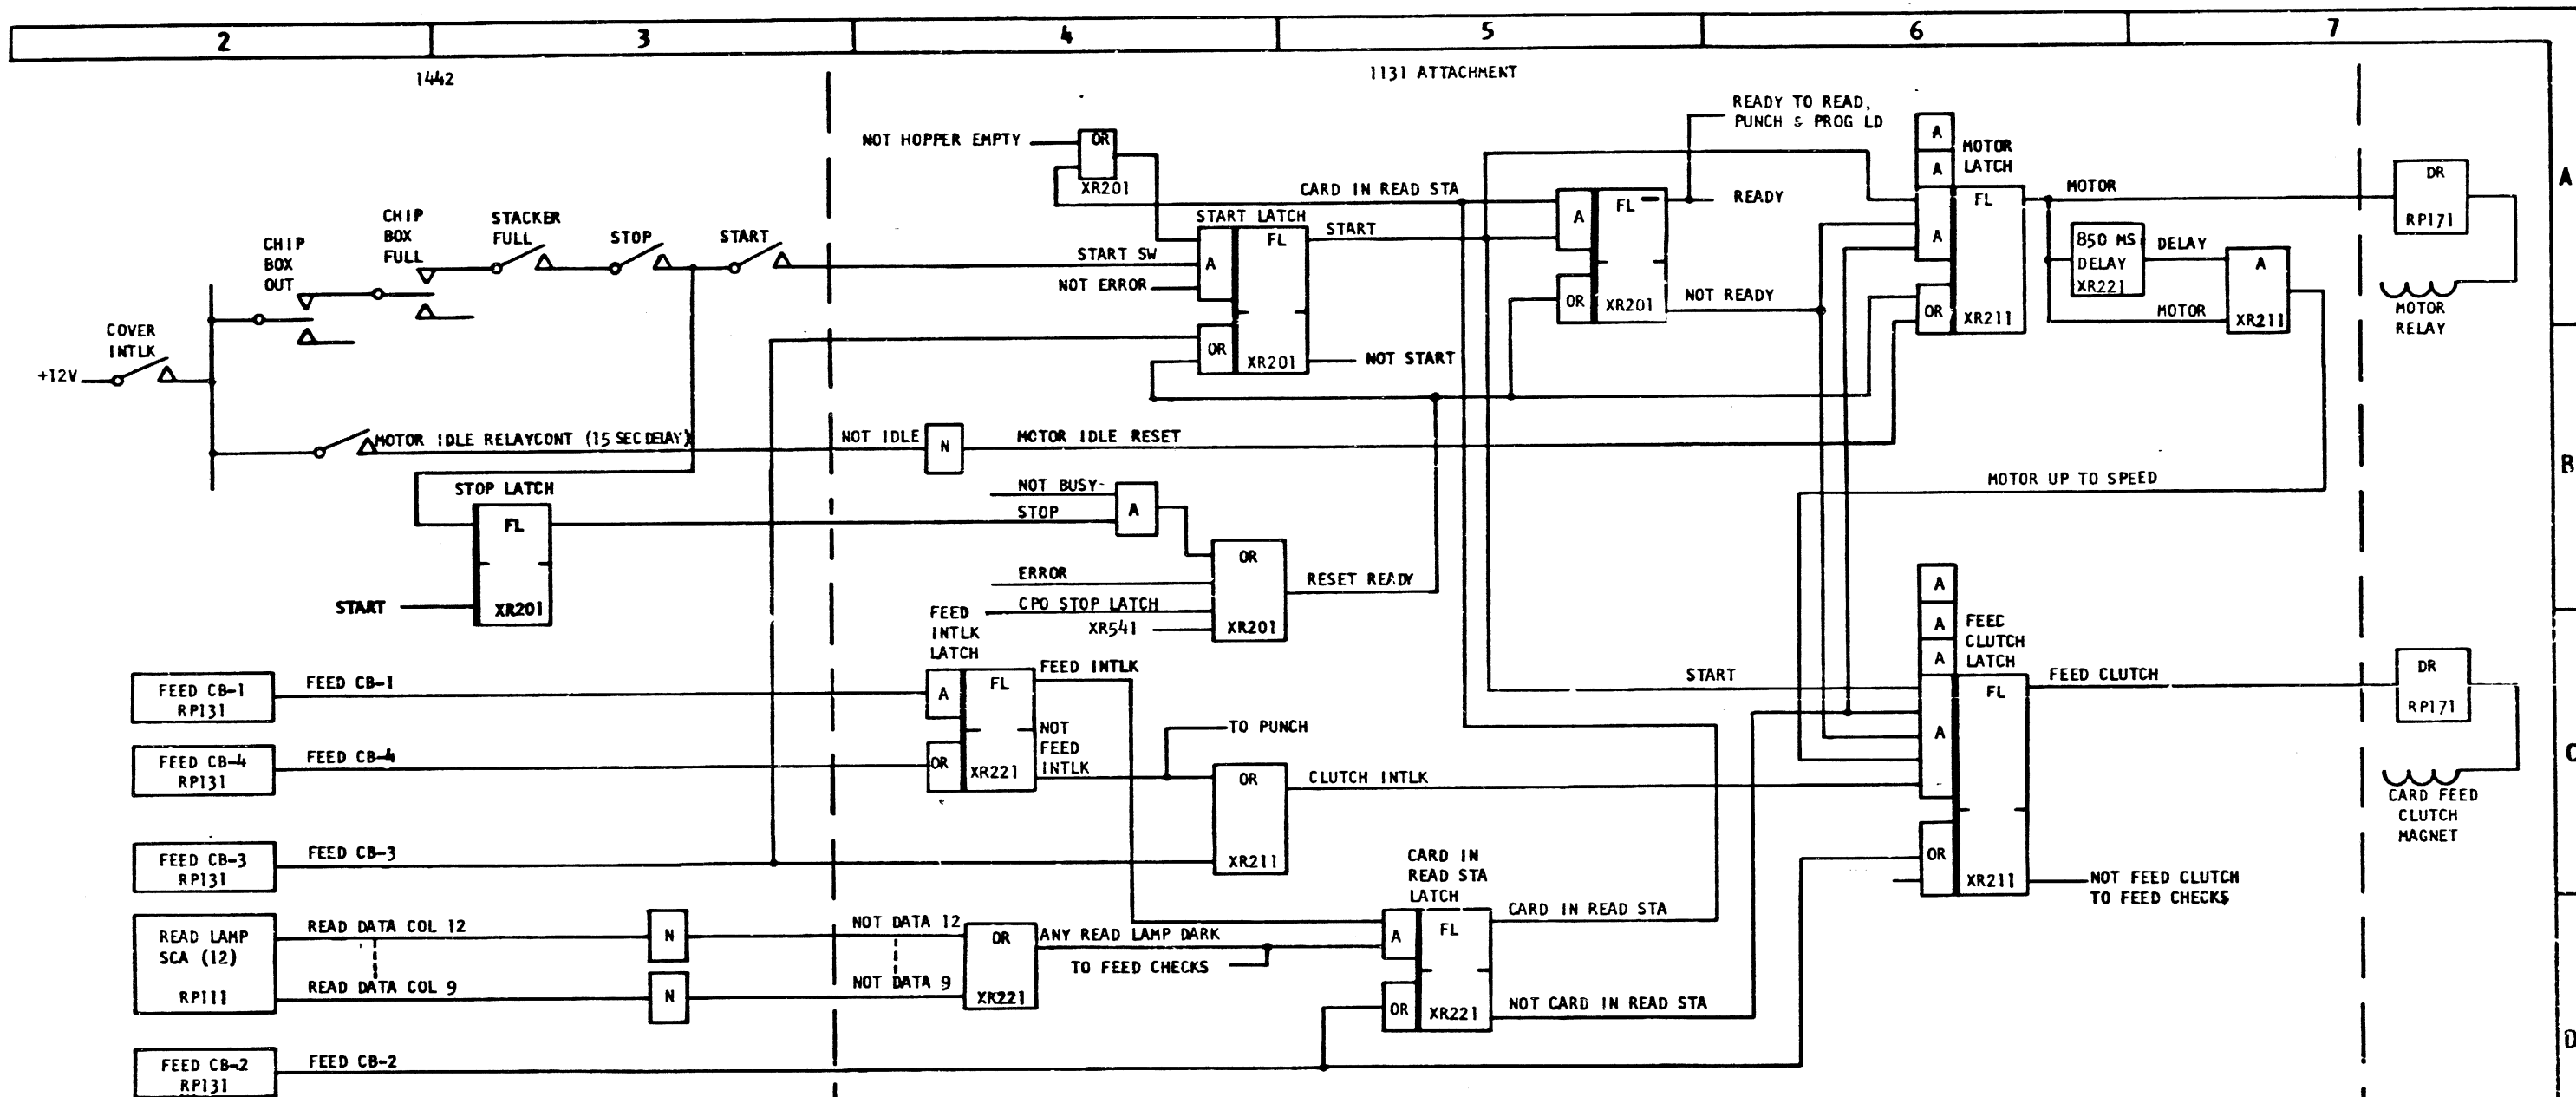 2 3 4 5 6 7
1442
1131 ATTACHMENT
A
B
C
D
NOT HOPPER EMPTY
OR
XR201
READY TO READ,
PUNCH & PROG LD
CARD IN READ STA
START LATCH
FL
A
OR
XR201
START
START SW
NOT ERROR
NOT START
A
FL
OR
XR201
READY
NOT READY
A
A
MOTOR
LATCH
A
FL
OR
XR211
MOTOR
850 MS
DELAY
XR221
DELAY
MOTOR
A
XR211
DR
RP171
MOTOR
RELAY
CHIP
BOX
OUT
CHIP
BOX
FULL
STACKER
FULL
STOP
START
COVER
INTLK
+12V
MOTOR IDLE RELAYCONT (15 SEC DELAY)
NOT IDLE
N
MOTOR IDLE RESET
STOP LATCH
FL
XR201
START
NOT BUSY
STOP
A
ERROR
CPO STOP LATCH
XR541
OR
XR201
RESET READY
MOTOR UP TO SPEED
FEED
INTLK
LATCH
FEED CB-1
RP131
FEED CB-1
A
FL
OR
XR221
FEED INTLK
NOT
FEED
INTLK
TO PUNCH
FEED CB-4
RP131
FEED CB-4
OR
XR211
CLUTCH INTLK
FEED CB-3
RP131
FEED CB-3
START
A
A
A
FEED
CLUTCH
LATCH
A
FL
OR
XR211
FEED CLUTCH
NOT FEED CLUTCH
TO FEED CHECKS
DR
RP171
CARD FEED
CLUTCH
MAGNET
READ LAMP
SCA (12)
RP111
READ DATA COL 12
READ DATA COL 9
N
N
NOT DATA 12
NOT DATA 9
OR
XR221
ANY READ LAMP DARK
TO FEED CHECKS
CARD IN
READ STA
LATCH
A
FL
OR
XR221
CARD IN READ STA
NOT CARD IN READ STA
FEED CB-2
RP131
FEED CB-2